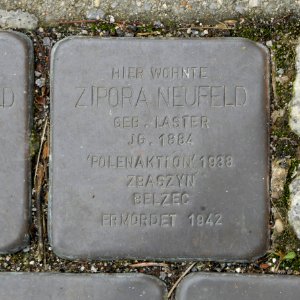 HIER WOHNTE
ZIPORA NEUFELD
GEB. LASTER
JG. 1884
'POLENAKTION' 1938
ZBASZYN
BELZEC
ERMORDET 1942
D